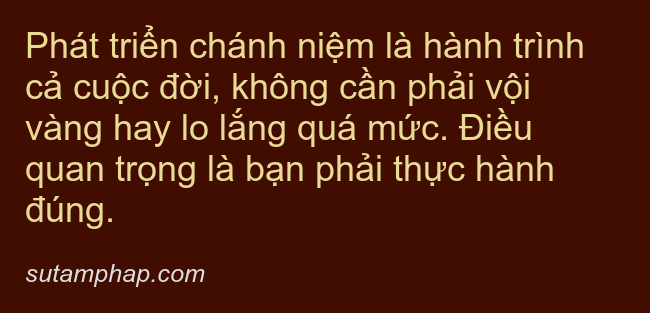 Phát triển chánh niệm là hành trình
cả cuộc đời, không cần phải vội
vàng hay lo lắng quá mức. Điều
quan trọng là bạn phải thực hành
đúng.
sutamphap.com